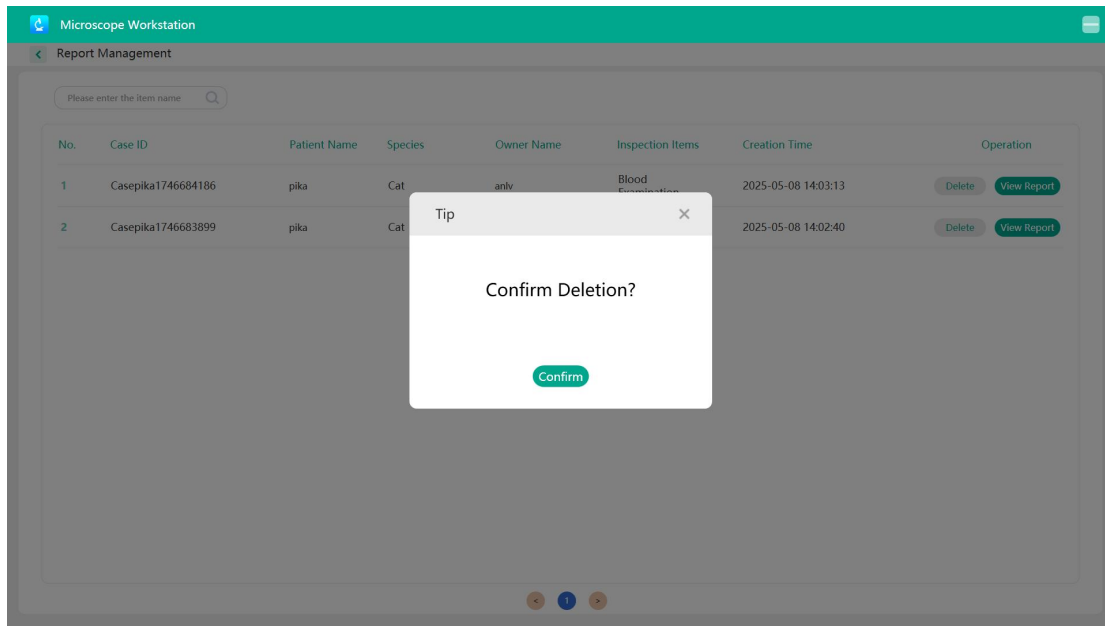 Microscope Workstation
Report Management
Please enter the item name
No. Case ID Patient Name Species Owner Name Inspection Items Creation Time Operation
1 Casepika1746684186 pika Cat anly Blood Examination 2025-05-08 14:03:13 Delete View Report
2 Casepika1746683899 pika Cat 2025-05-08 14:02:40 Delete View Report
Tip
Confirm Deletion?
Confirm
< 1 >